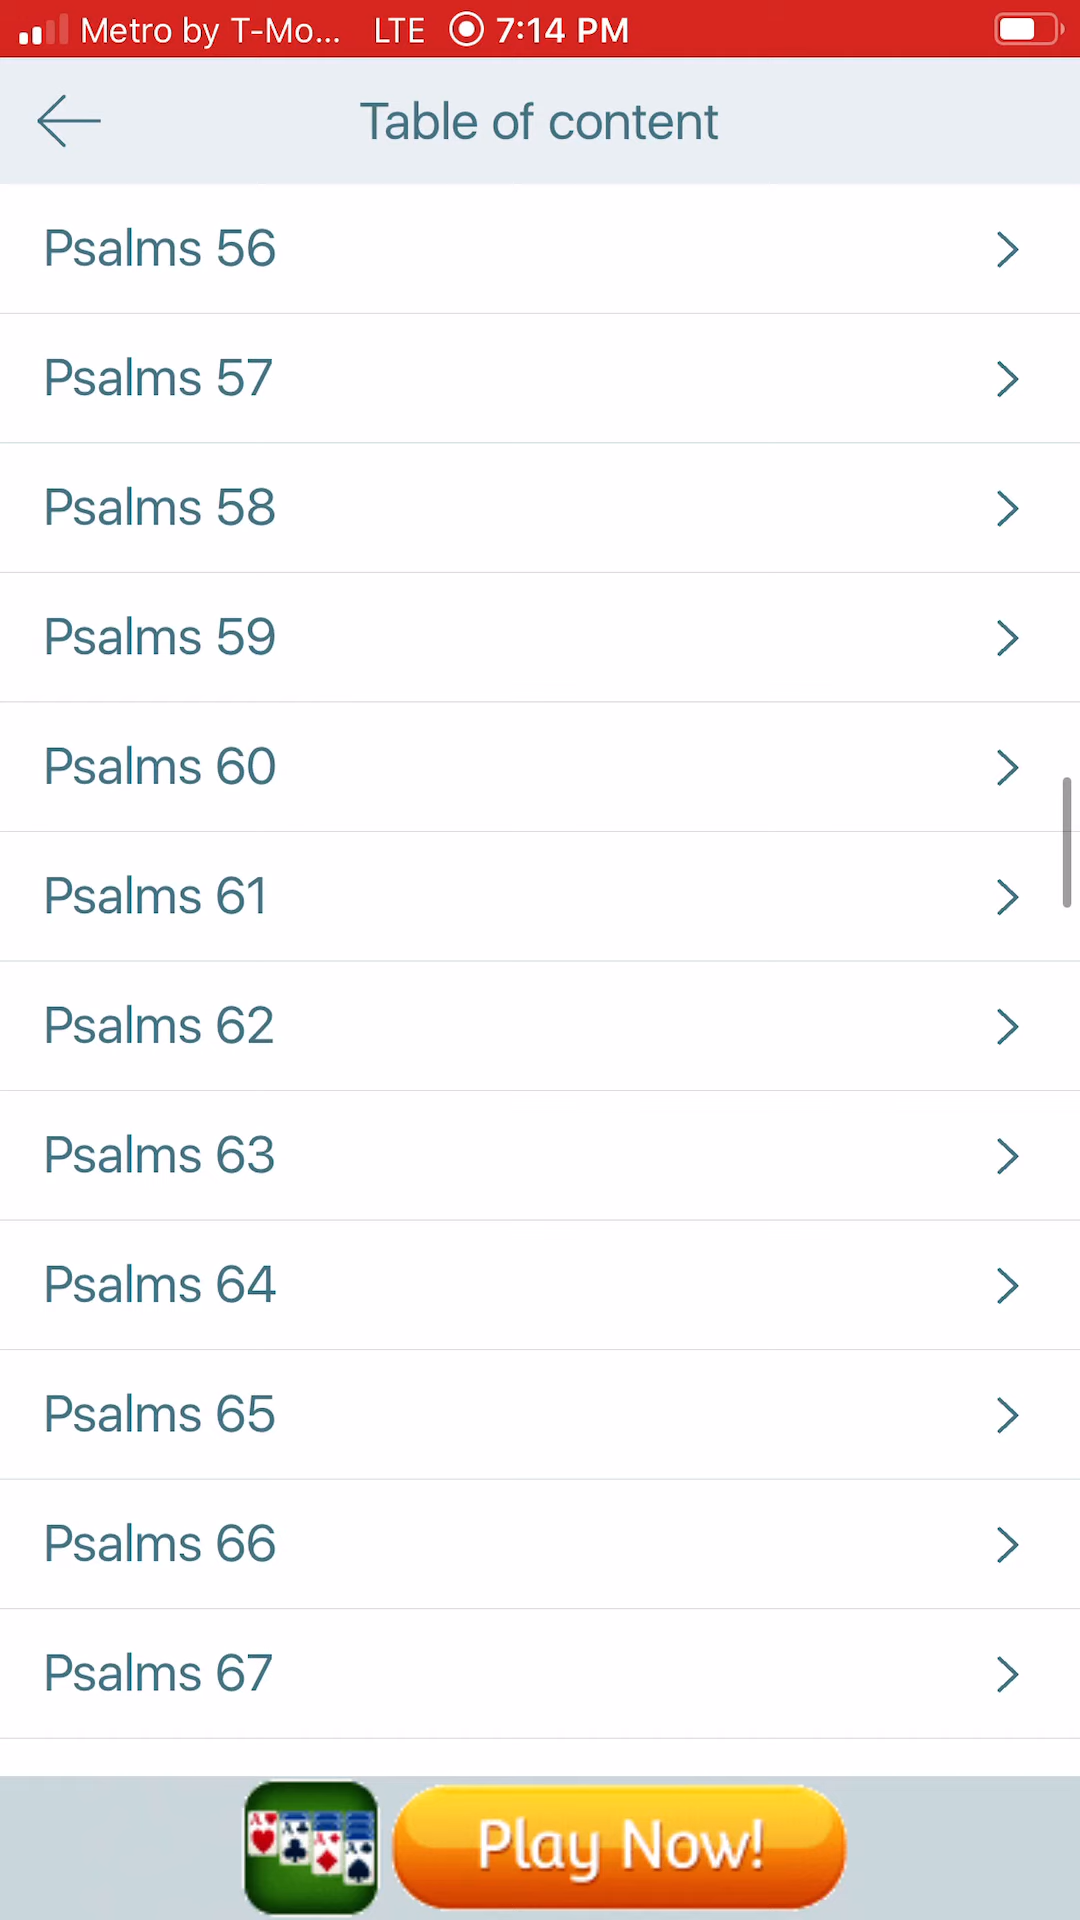 Metro by T-Mo... LTE 7:14 PM
Table of content
Psalms 56
Psalms 57
Psalms 58
Psalms 59
Psalms 60
Psalms 61
Psalms 62
Psalms 63
Psalms 64
Psalms 65
Psalms 66
Psalms 67
A A A A
Play Now!